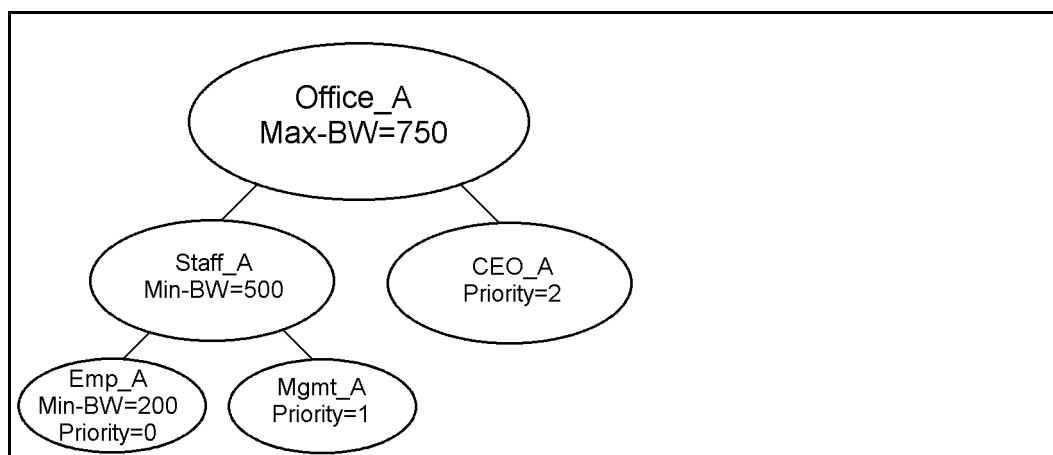 Office_A
Max-BW=750
Staff_A
Min-BW=500
CEO_A
Priority=2
Emp_A
Min-BW=200
Priority=0
Mgmt_A
Priority=1